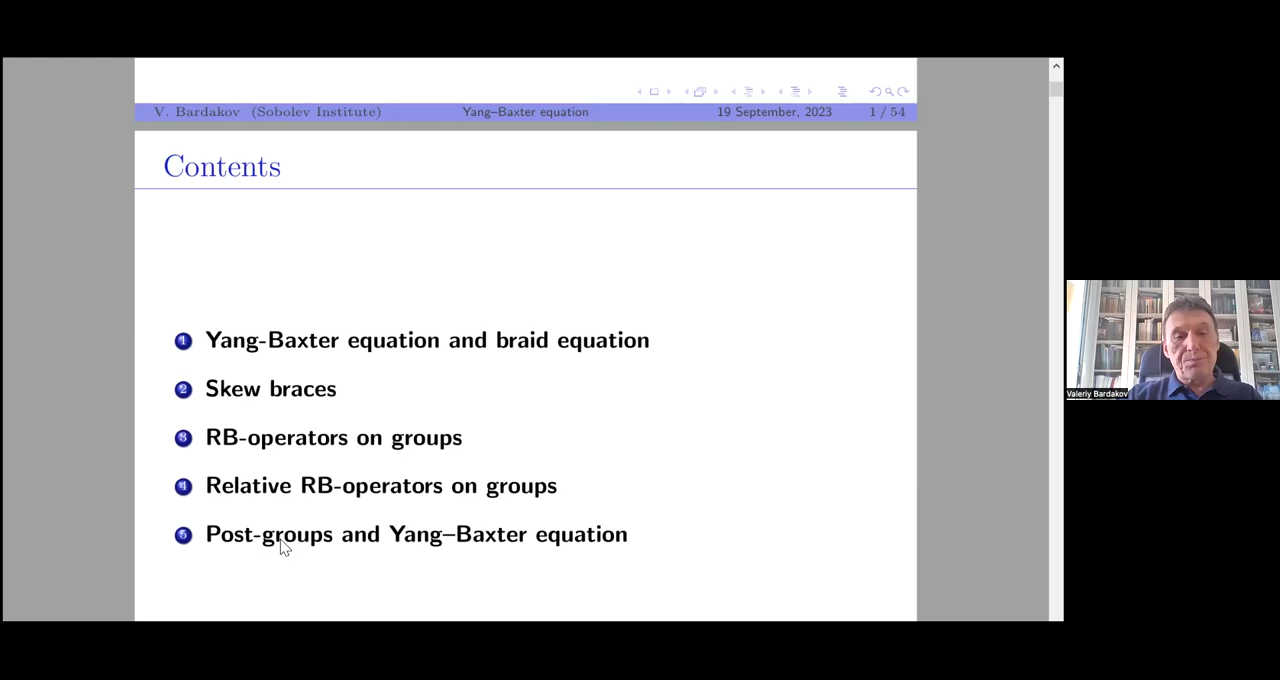 V. Bardakov (Sobolev Institute) Yang–Baxter equation 19 September, 2023 1 / 54
Contents
1 Yang-Baxter equation and braid equation
2 Skew braces
3 RB-operators on groups
4 Relative RB-operators on groups
5 Post-groups and Yang–Baxter equation
Valeriy Bardakov